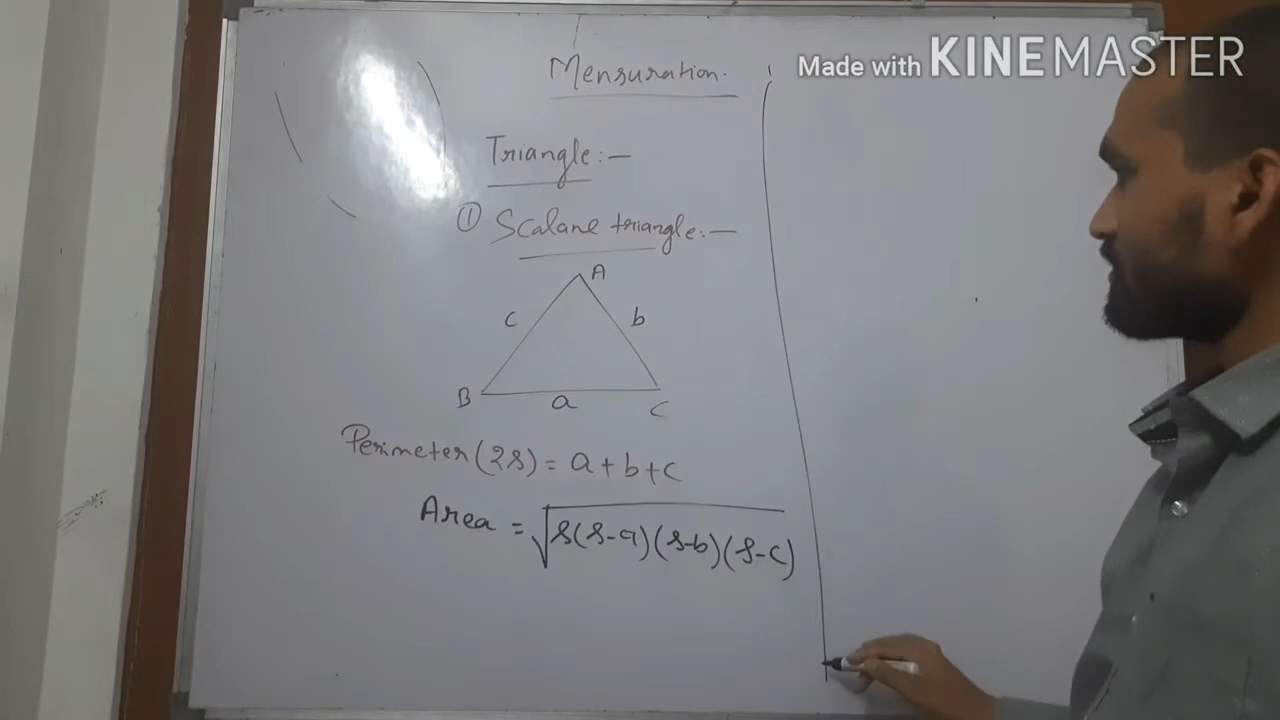 Made with KINEMASTER
Mensuration.
Triangle:—
① Scalane triangle:—
A
c
b
B
a
C
Perimeter (2s) = a+b+c
Area = √s(s-a)(s-b)(s-c)